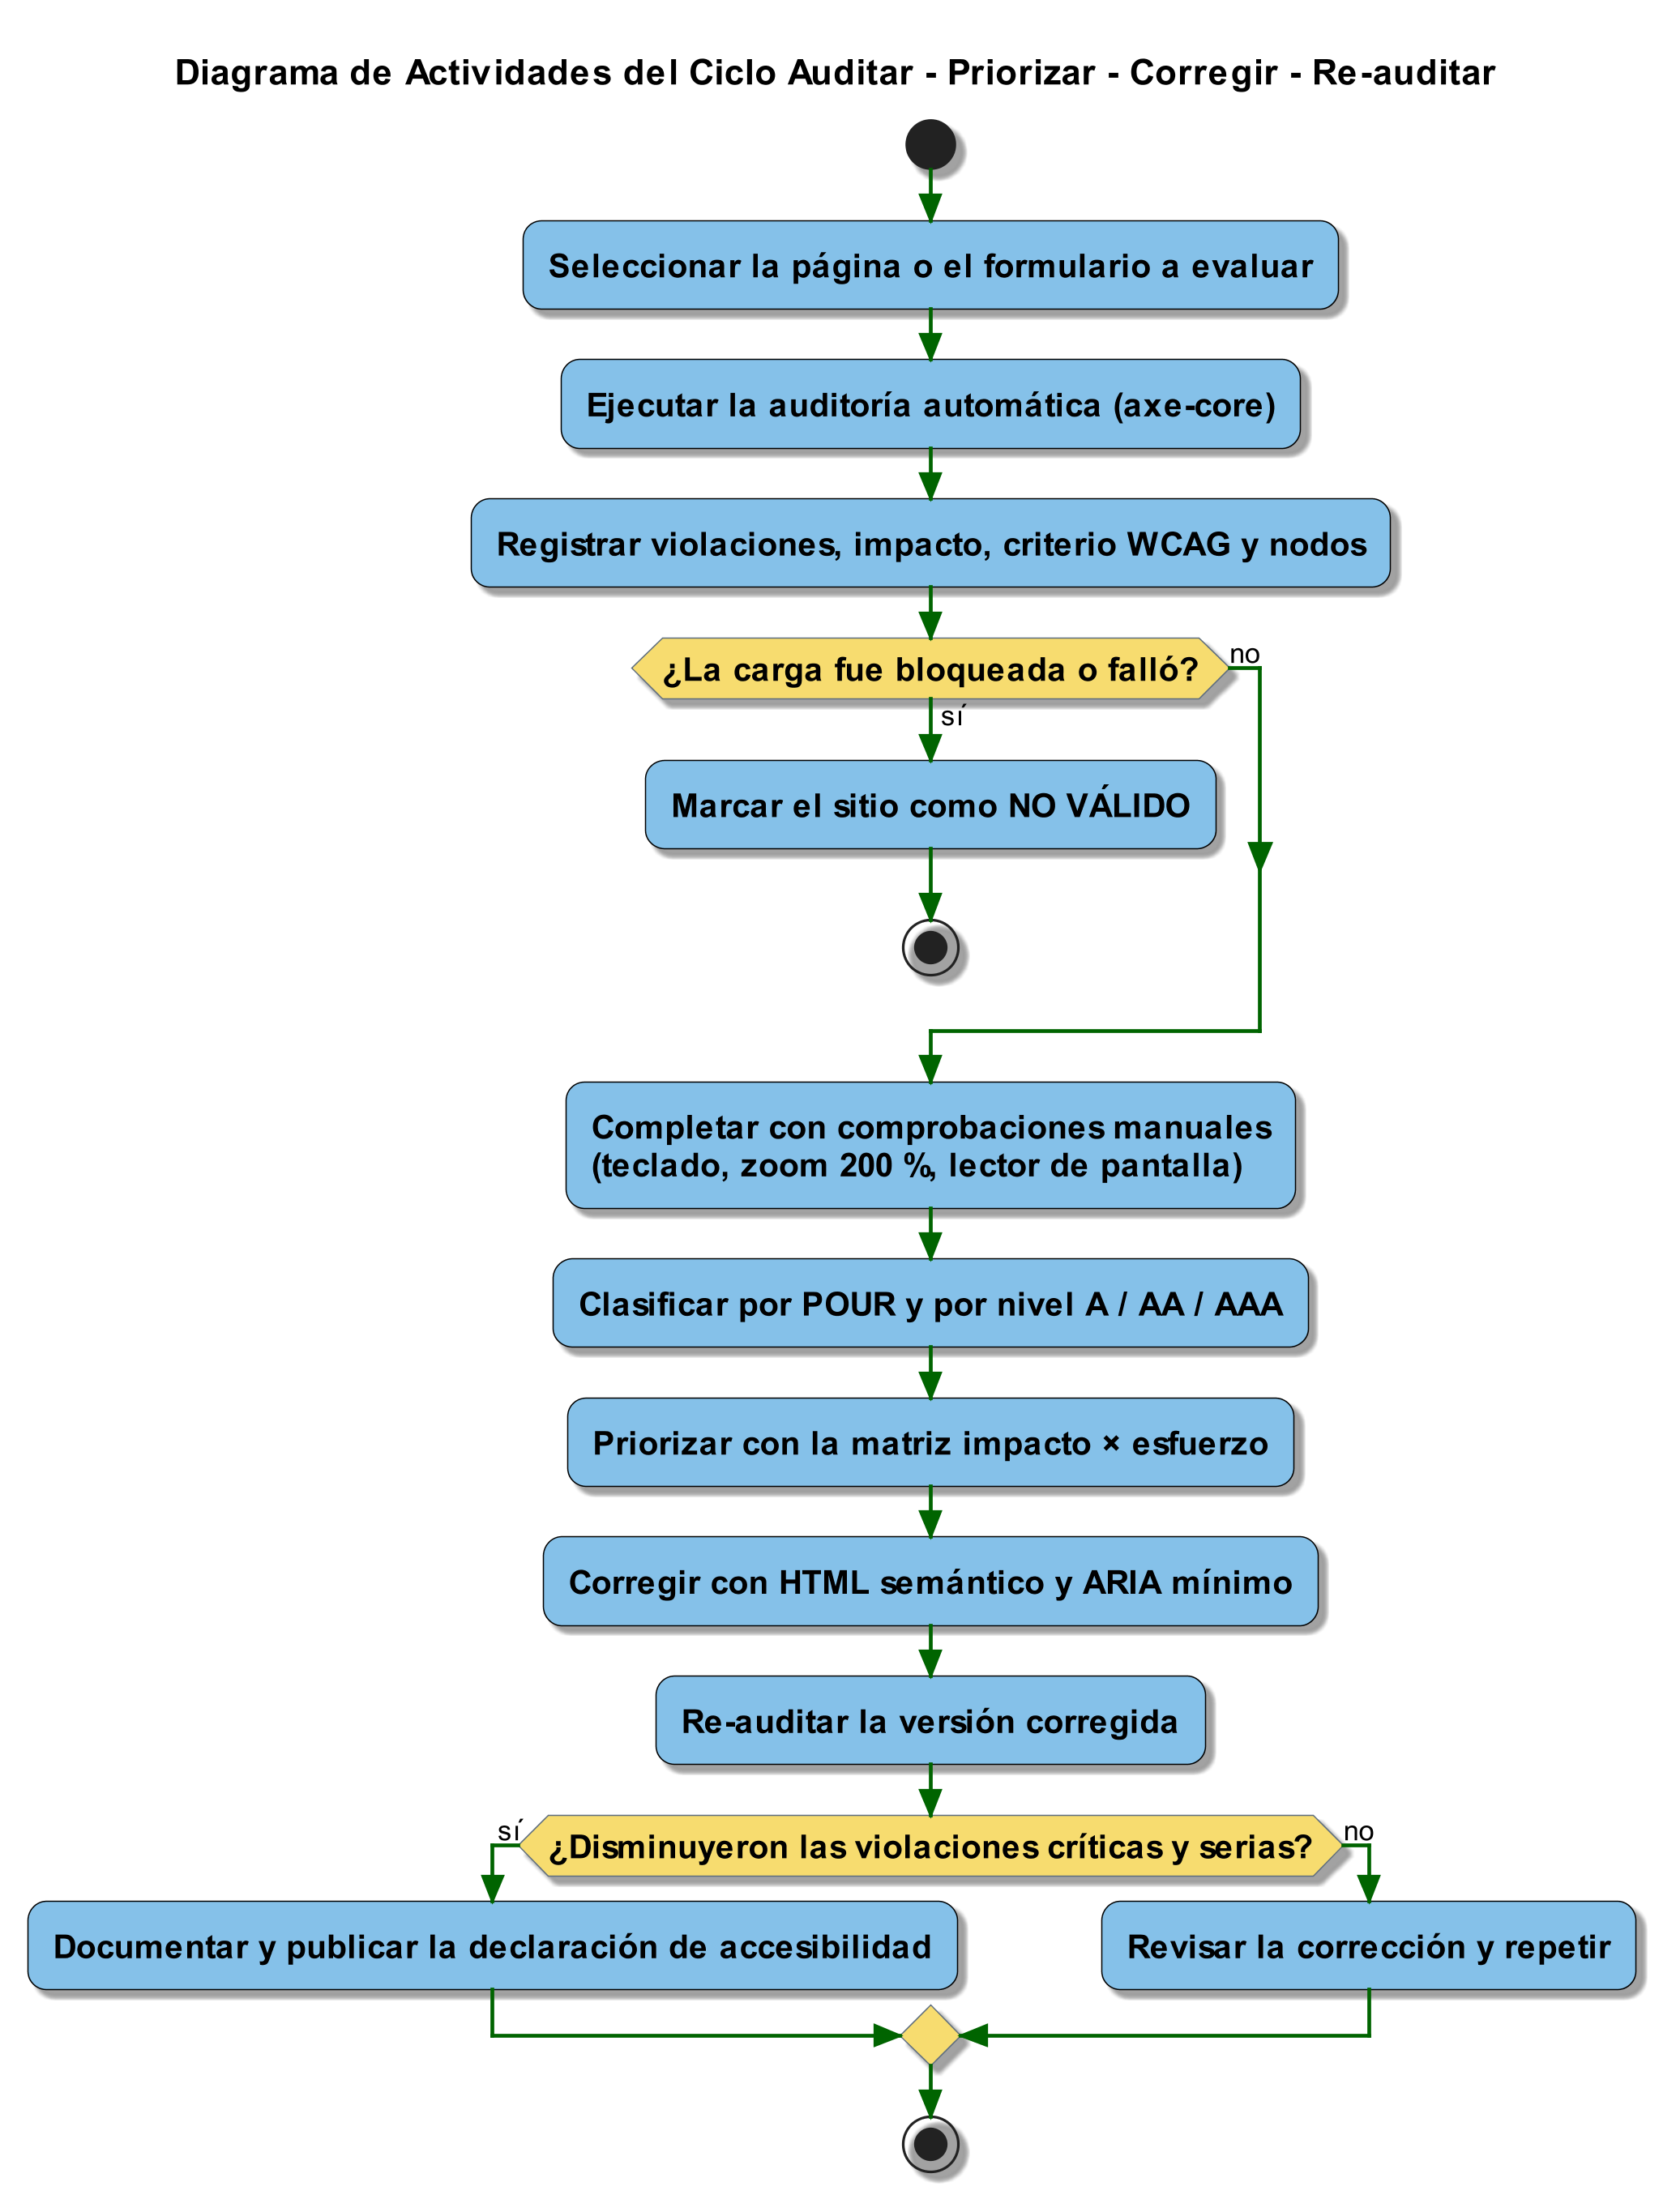 Diagrama de Actividades del Ciclo Auditar - Priorizar - Corregir - Re-auditar
Seleccionar la página o el formulario a evaluar
Ejecutar la auditoría automática (axe-core)
Registrar violaciones, impacto, criterio WCAG y nodos
¿La carga fue bloqueada o falló?
no
sí
Marcar el sitio como NO VÁLIDO
Completar con comprobaciones manuales
(teclado, zoom 200 %, lector de pantalla)
Clasificar por POUR y por nivel A / AA / AAA
Priorizar con la matriz impacto × esfuerzo
Corregir con HTML semántico y ARIA mínimo
Re-auditar la versión corregida
sí
¿Disminuyeron las violaciones críticas y serias?
no
Documentar y publicar la declaración de accesibilidad
Revisar la corrección y repetir